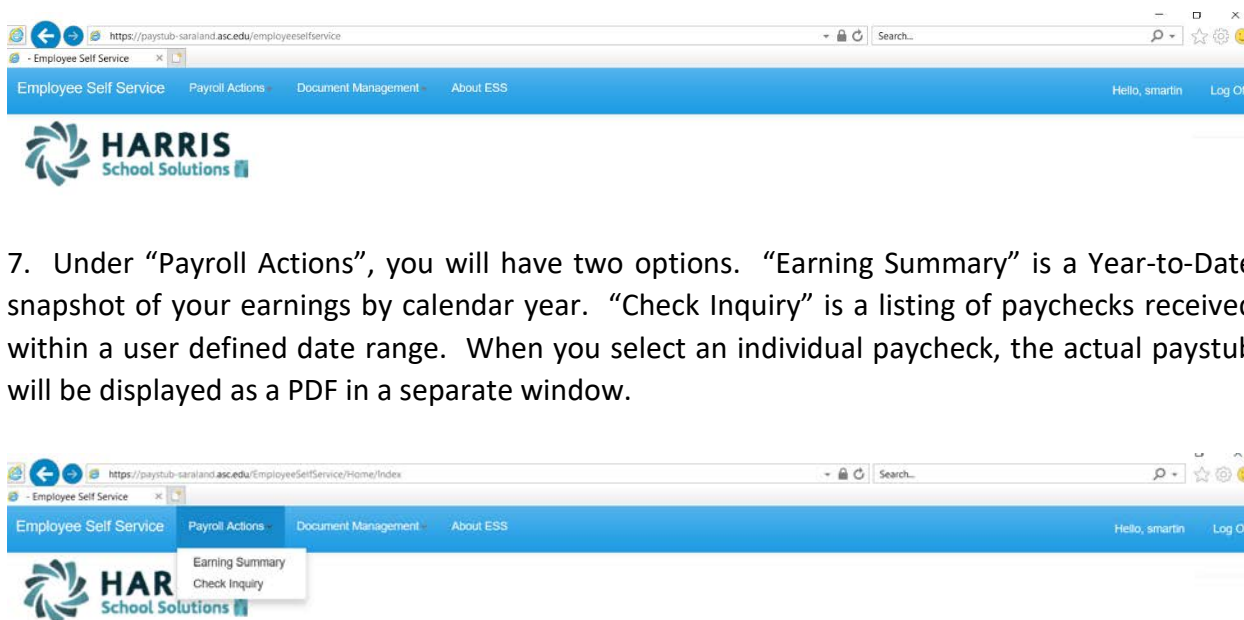 https://paystub-saraland.asc.edu/employeeselfservice Search...
- Employee Self Service
Employee Self Service Payroll Actions Document Management About ESS Hello, smartin Log Of
HARRIS
School Solutions
7. Under “Payroll Actions”, you will have two options. “Earning Summary” is a Year-to-Date
snapshot of your earnings by calendar year. “Check Inquiry” is a listing of paychecks received
within a user defined date range. When you select an individual paycheck, the actual paystub
will be displayed as a PDF in a separate window.
https://paystub-saraland.asc.edu/EmployeeSelfService/Home/Index Search...
- Employee Self Service
Employee Self Service Payroll Actions Document Management About ESS Hello, smartin Log O
Earning Summary
HAR Check Inquiry
School Solutions